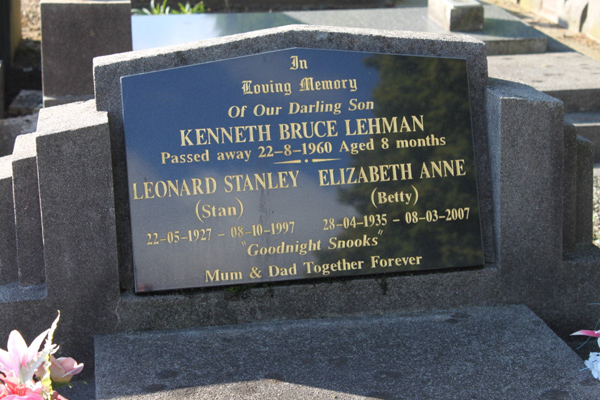 In
Loving Memory
Of Our Darling Son
KENNETH BRUCE LEHMAN
Passed away 22-8-1960 Aged 8 months
LEONARD STANLEY ELIZABETH ANNE
(Stan) (Betty)
22-05-1927 - 08-10-1997 28-04-1935 - 08-03-2007
"Goodnight Snooks"
Mum & Dad Together Forever